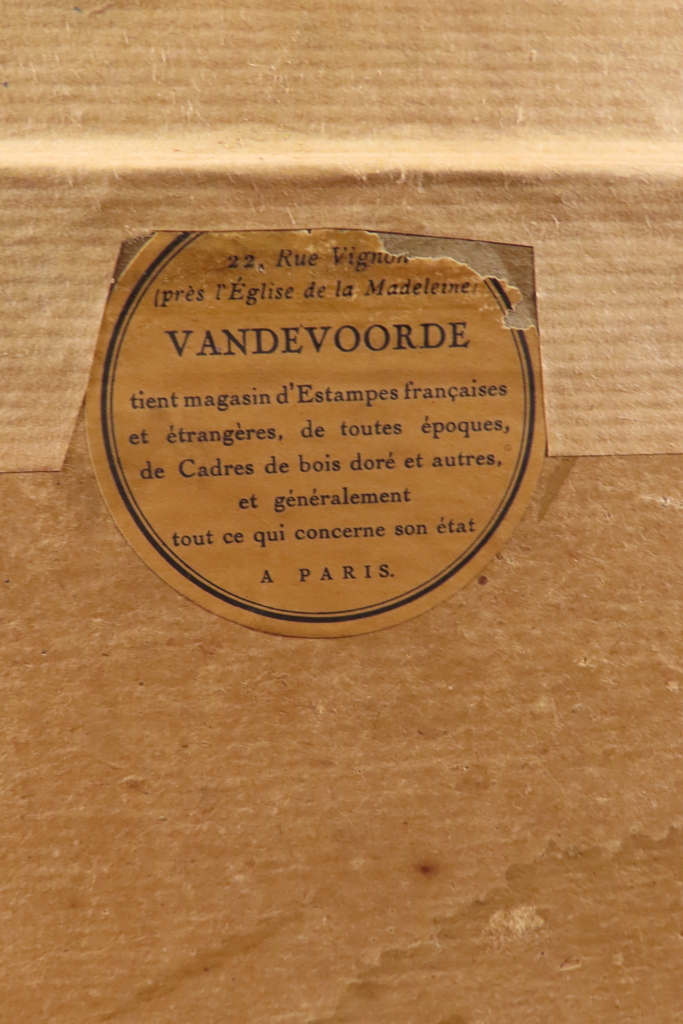 22, Rue Vignon
(près l'Église de la Madeleine)
VANDEVOORDE
tient magasin d'Estampes françaises
et étrangères, de toutes époques,
de Cadres de bois doré et autres,
et généralement
tout ce qui concerne son état
A PARIS.